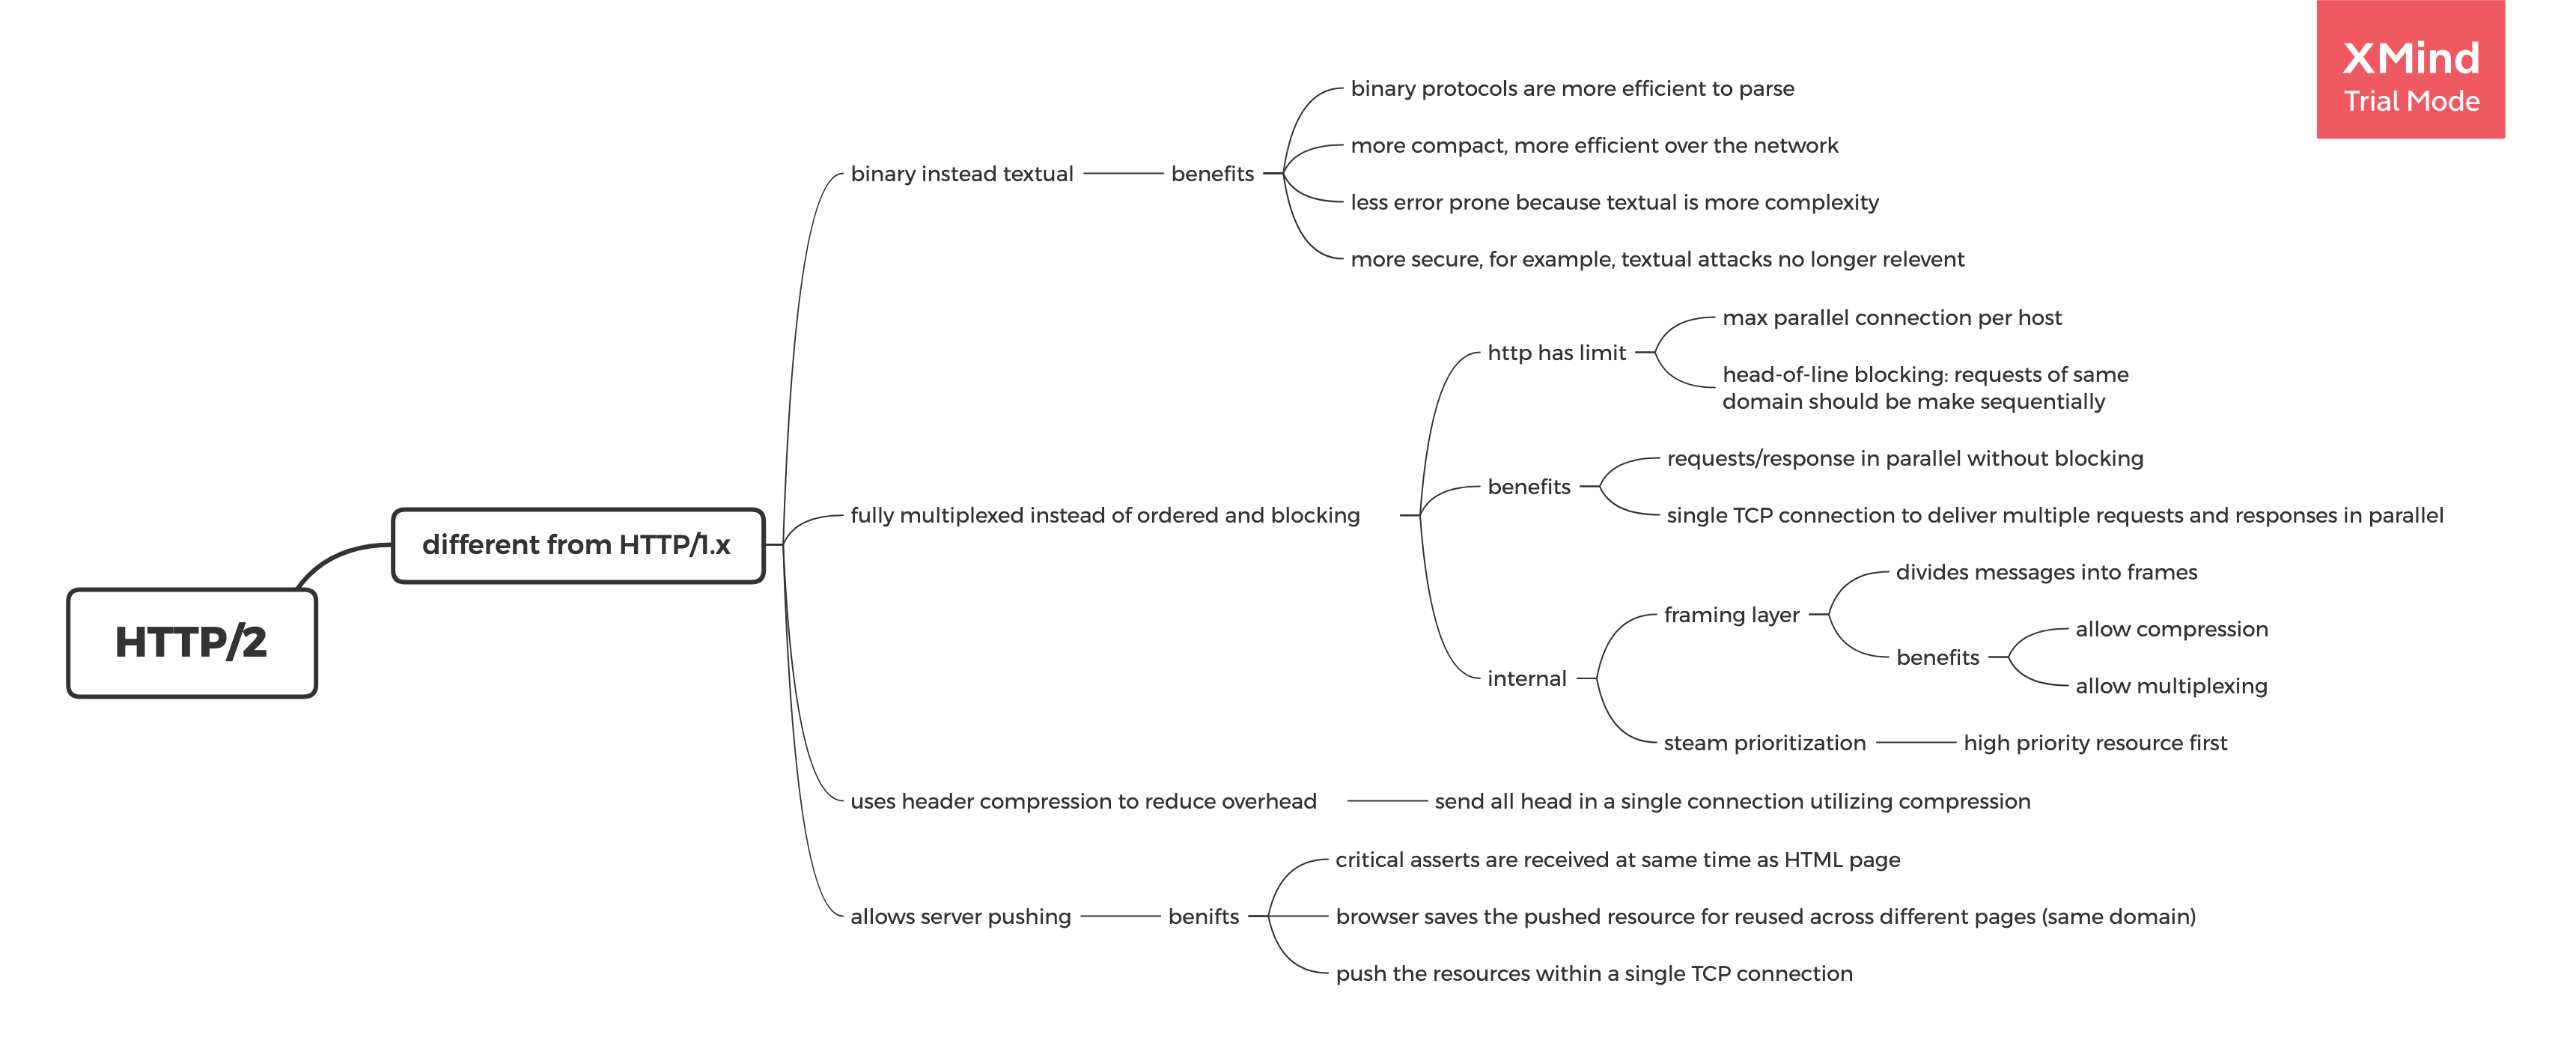 XMind
Trial Mode
binary protocols are more efficient to parse
more compact, more efficient over the network
binary instead textual
benefits
less error prone because textual is more complexity
more secure, for example, textual attacks no longer relevent
max parallel connection per host
http has limit
head-of-line blocking: requests of same
domain should be make sequentially
requests/response in parallel without blocking
benefits
fully multiplexed instead of ordered and blocking
single TCP connection to deliver multiple requests and responses in parallel
different from HTTP/1.x
divides messages into frames
framing layer
allow compression
HTTP/2
benefits
internal
allow multiplexing
steam prioritization
high priority resource first
uses header compression to reduce overhead
send all head in a single connection utilizing compression
critical asserts are received at same time as HTML page
allows server pushing
benifts
browser saves the pushed resource for reused across different pages (same domain)
push the resources within a single TCP connection